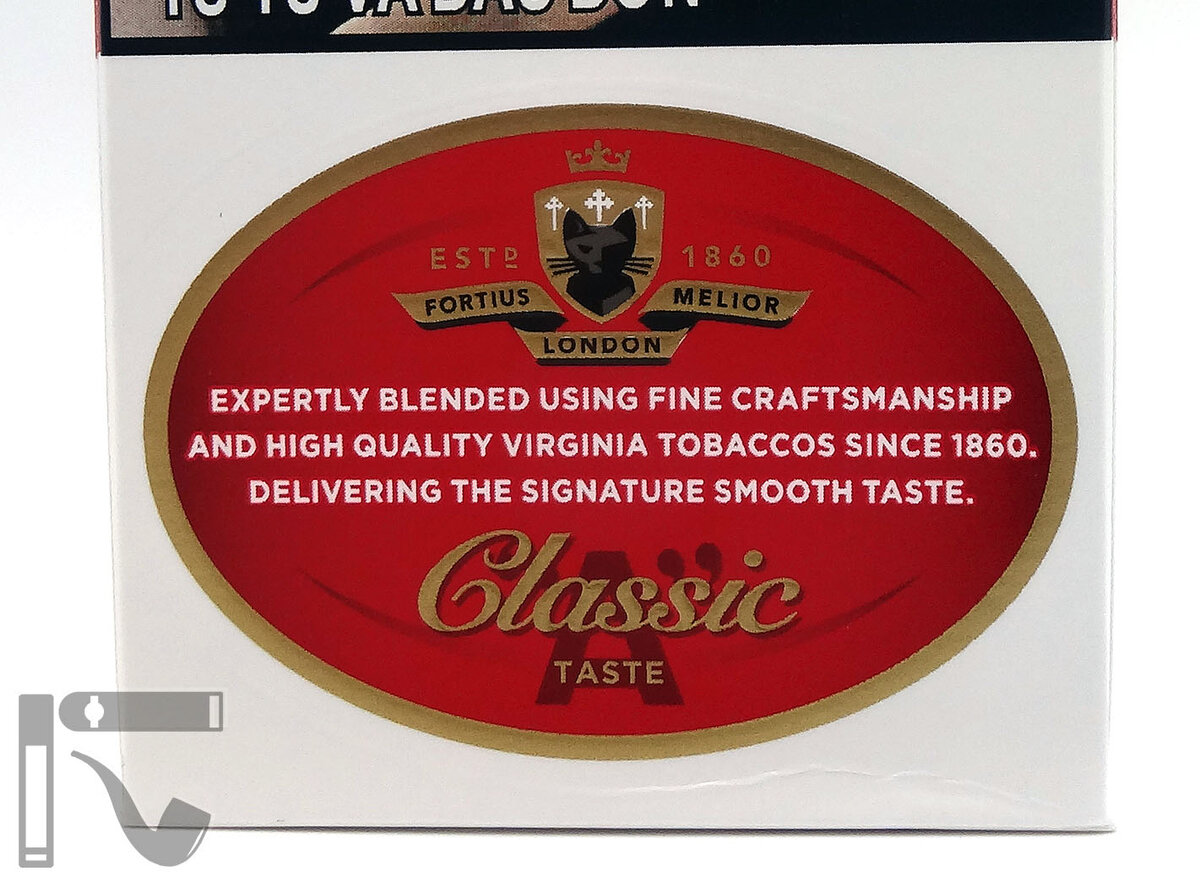 ESTD 1860
FORTIUS MELIOR
LONDON
EXPERTLY BLENDED USING FINE CRAFTSMANSHIP
AND HIGH QUALITY VIRGINIA TOBACCOS SINCE 1860.
DELIVERING THE SIGNATURE SMOOTH TASTE.
Classic
"A"
TASTE